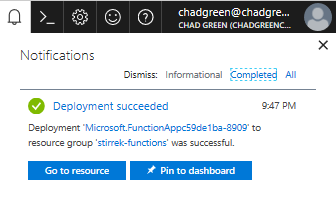 chadgreen@chadgre...
CHAD GREEN (CHADGREENC...
Notifications
Dismiss: Informational Completed All
Deployment succeeded 9:47 PM
Deployment 'Microsoft.FunctionAppc59de1ba-8909' to
resource group 'stirrek-functions' was successful.
Go to resource Pin to dashboard